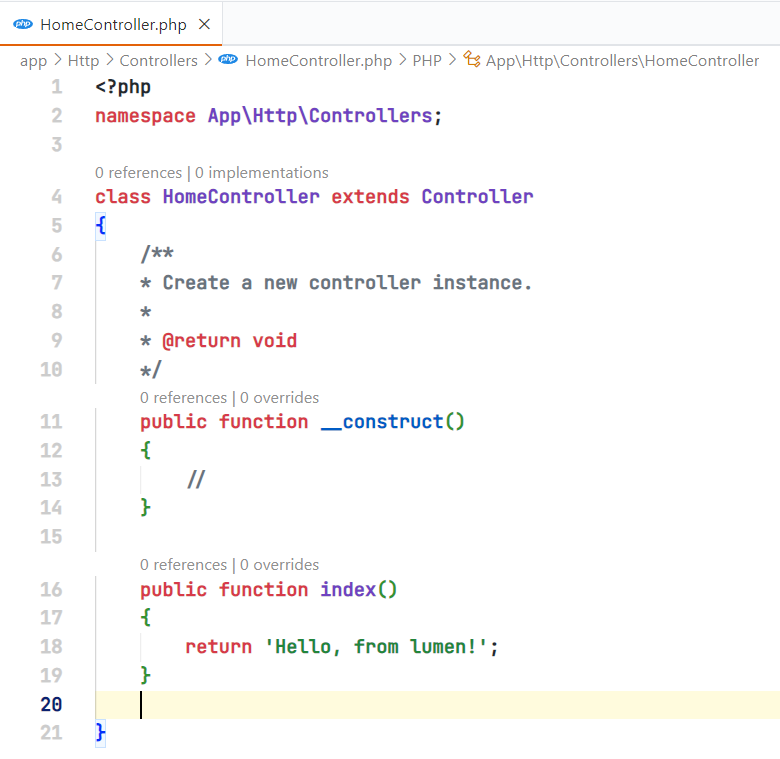 php HomeController.php ×
app > Http > Controllers > php HomeController.php > PHP > App\Http\Controllers\HomeController
1 <?php
2 namespace App\Http\Controllers;
3
0 references | 0 implementations
4 class HomeController extends Controller
5 {
6 /**
7 * Create a new controller instance.
8 *
9 * @return void
10 */
0 references | 0 overrides
11 public function __construct()
12 {
13 //
14 }
15
0 references | 0 overrides
16 public function index()
17 {
18 return 'Hello, from lumen!';
19 }
20
21 }